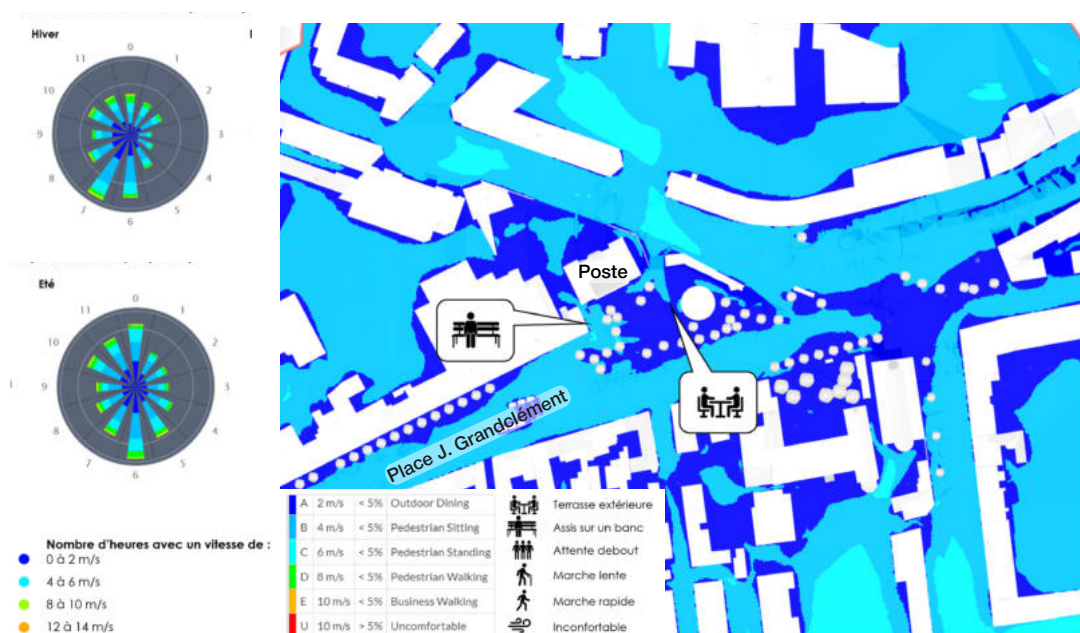 Hiver
11 0 1
10 2
9 3
8 4
7 6 5
Eté
11 0 1
10 2
9 3
8 4
7 6 5
Nombre d'heures avec un vitesse de :
0 à 2 m/s
4 à 6 m/s
8 à 10 m/s
12 à 14 m/s
Poste
Place J. Grandclément
A 2 m/s < 5% Outdoor Dining Terrasse extérieure
B 4 m/s < 5% Pedestrian Sitting Assis sur un banc
C 6 m/s < 5% Pedestrian Standing Attente debout
D 8 m/s < 5% Pedestrian Walking Marche lente
E 10 m/s < 5% Business Walking Marche rapide
U 10 m/s > 5% Uncomfortable Inconfortable